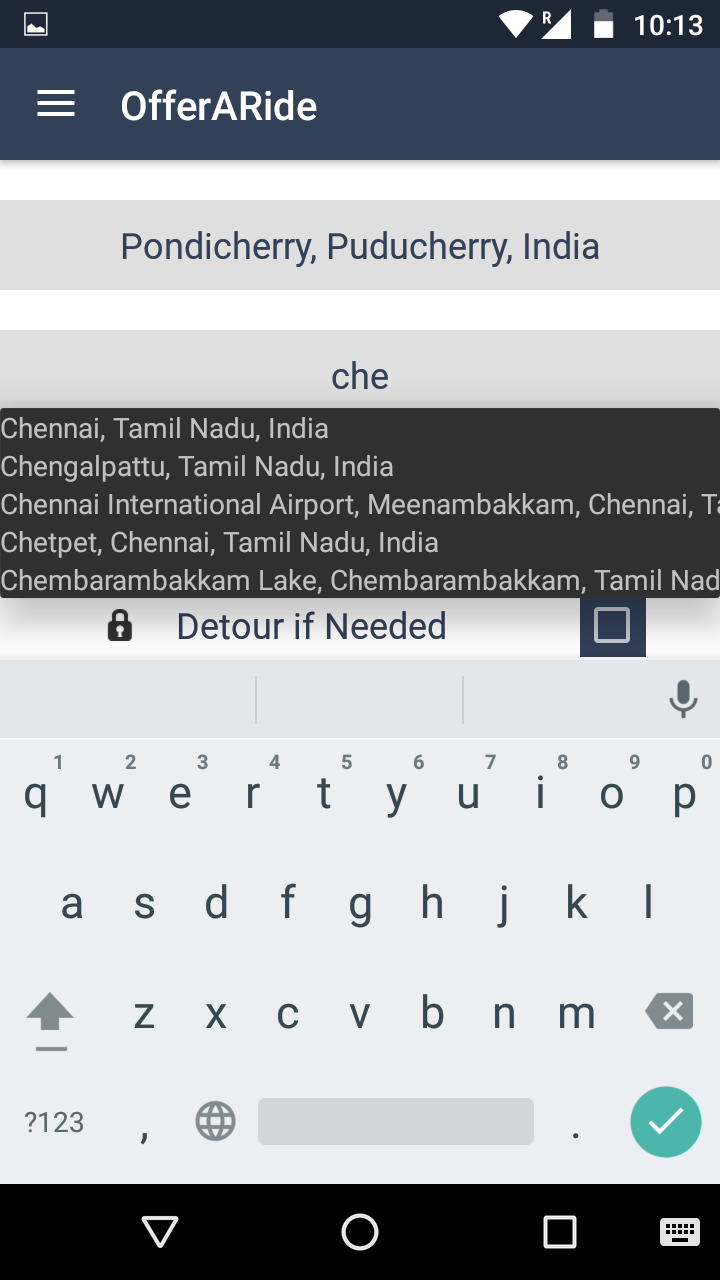 R 10:13
OfferARide
Pondicherry, Puducherry, India
che
Chennai, Tamil Nadu, India
Chengalpattu, Tamil Nadu, India
Chennai International Airport, Meenambakkam, Chennai, Ta
Chetpet, Chennai, Tamil Nadu, India
Chembarambakkam Lake, Chembarambakkam, Tamil Nad
Detour if Needed
1 2 3 4 5 6 7 8 9 0
q w e r t y u i o p
a s d f g h j k l
z x c v b n m
?123 , .